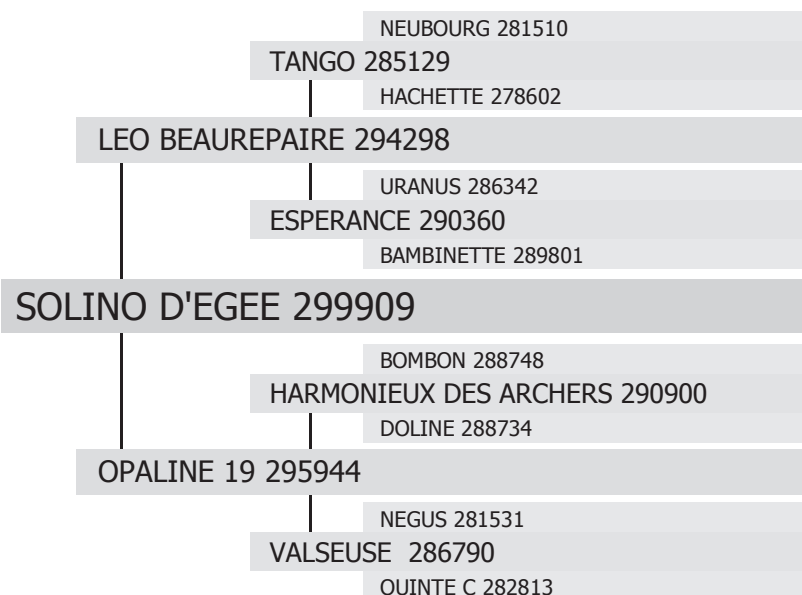 NEUBOURG 281510
TANGO 285129
HACHETTE 278602
LEO BEAUREPAIRE 294298
URANUS 286342
ESPERANCE 290360
BAMBINETTE 289801
SOLINO D'EGEE 299909
BOMBON 288748
HARMONIEUX DES ARCHERS 290900
DOLINE 288734
OPALINE 19 295944
NEGUS 281531
VALSEUSE 286790
QUINTE C 282813